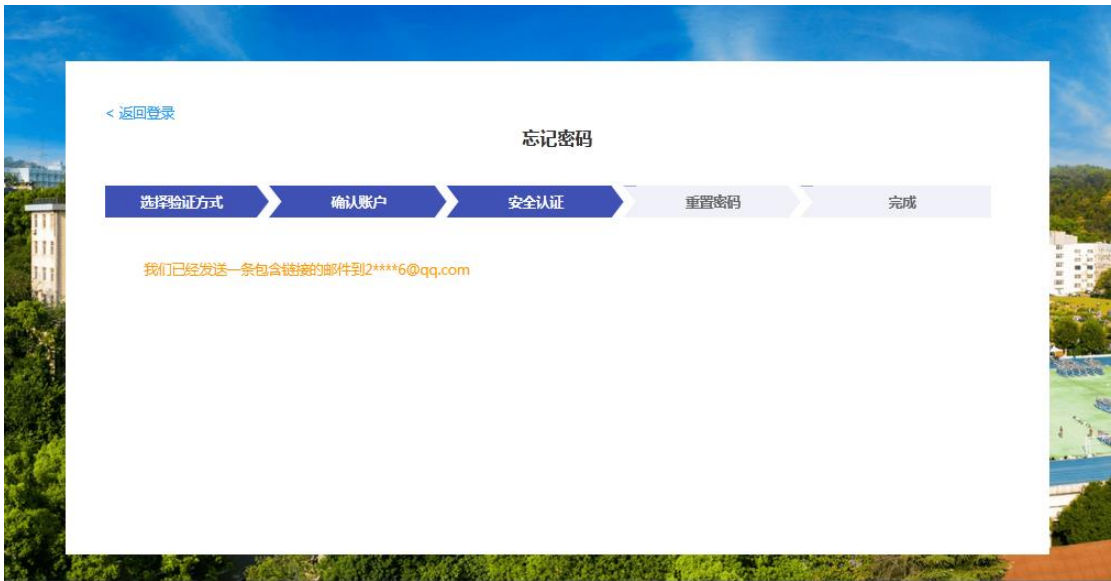 < 返回登录
忘记密码
选择验证方式
确认账户
安全认证
重置密码
完成
我们已经发送一条包含链接的邮件到2****6@qq.com